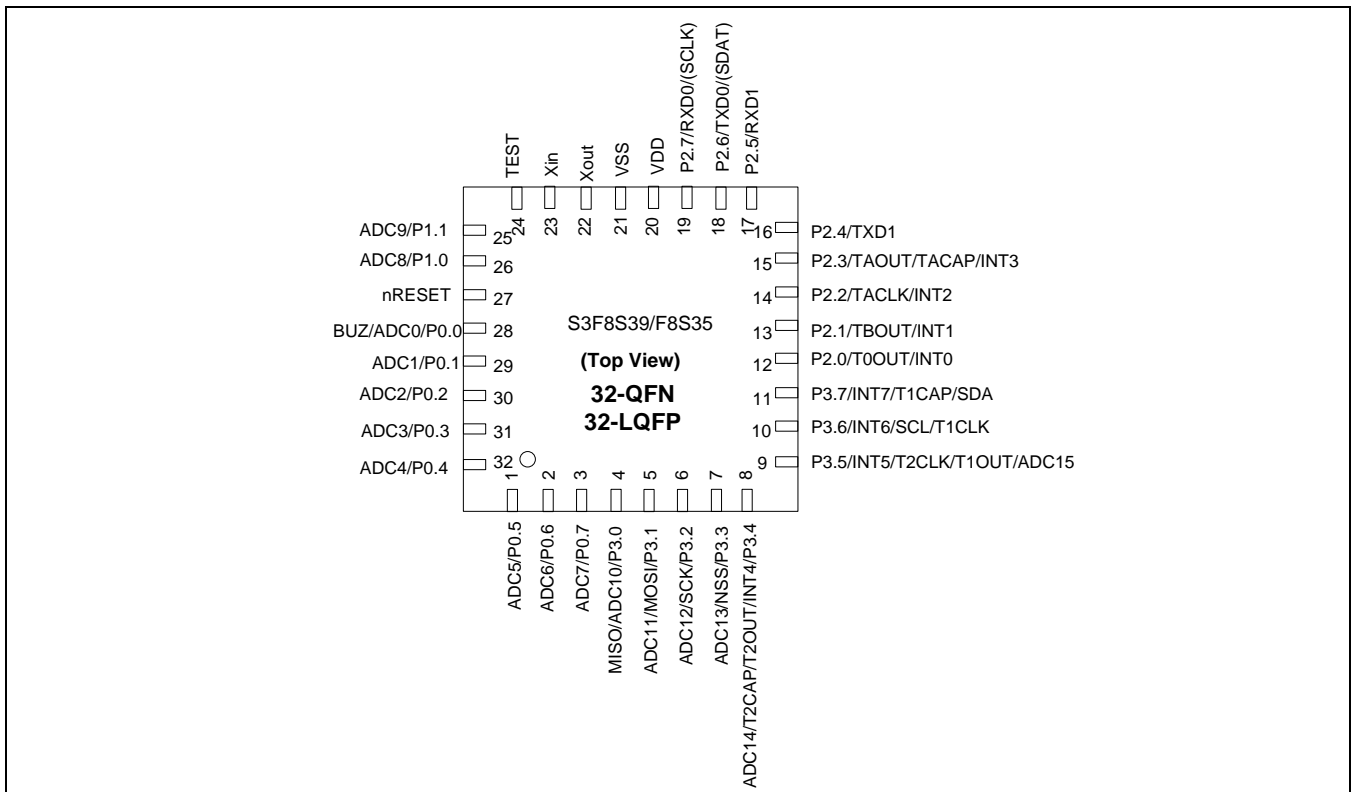 TEST
Xin
Xout
VSS
VDD
P2.7/RXD0/(SCLK)
P2.6/TXD0/(SDAT)
P2.5/RXD1
24
23
22
21
20
19
18
17
ADC9/P1.1
25
ADC8/P1.0
26
nRESET
27
BUZ/ADC0/P0.0
28
ADC1/P0.1
29
ADC2/P0.2
30
ADC3/P0.3
31
ADC4/P0.4
32
S3F8S39/F8S35
(Top View)
32-QFN
32-LQFP
16
P2.4/TXD1
15
P2.3/TAOUT/TACAP/INT3
14
P2.2/TACLK/INT2
13
P2.1/TBOUT/INT1
12
P2.0/T0OUT/INT0
11
P3.7/INT7/T1CAP/SDA
10
P3.6/INT6/SCL/T1CLK
9
P3.5/INT5/T2CLK/T1OUT/ADC15
1
2
3
4
5
6
7
8
ADC5/P0.5
ADC6/P0.6
ADC7/P0.7
MISO/ADC10/P3.0
ADC11/MOSI/P3.1
ADC12/SCK/P3.2
ADC13/NSS/P3.3
ADC14/T2CAP/T2OUT/INT4/P3.4